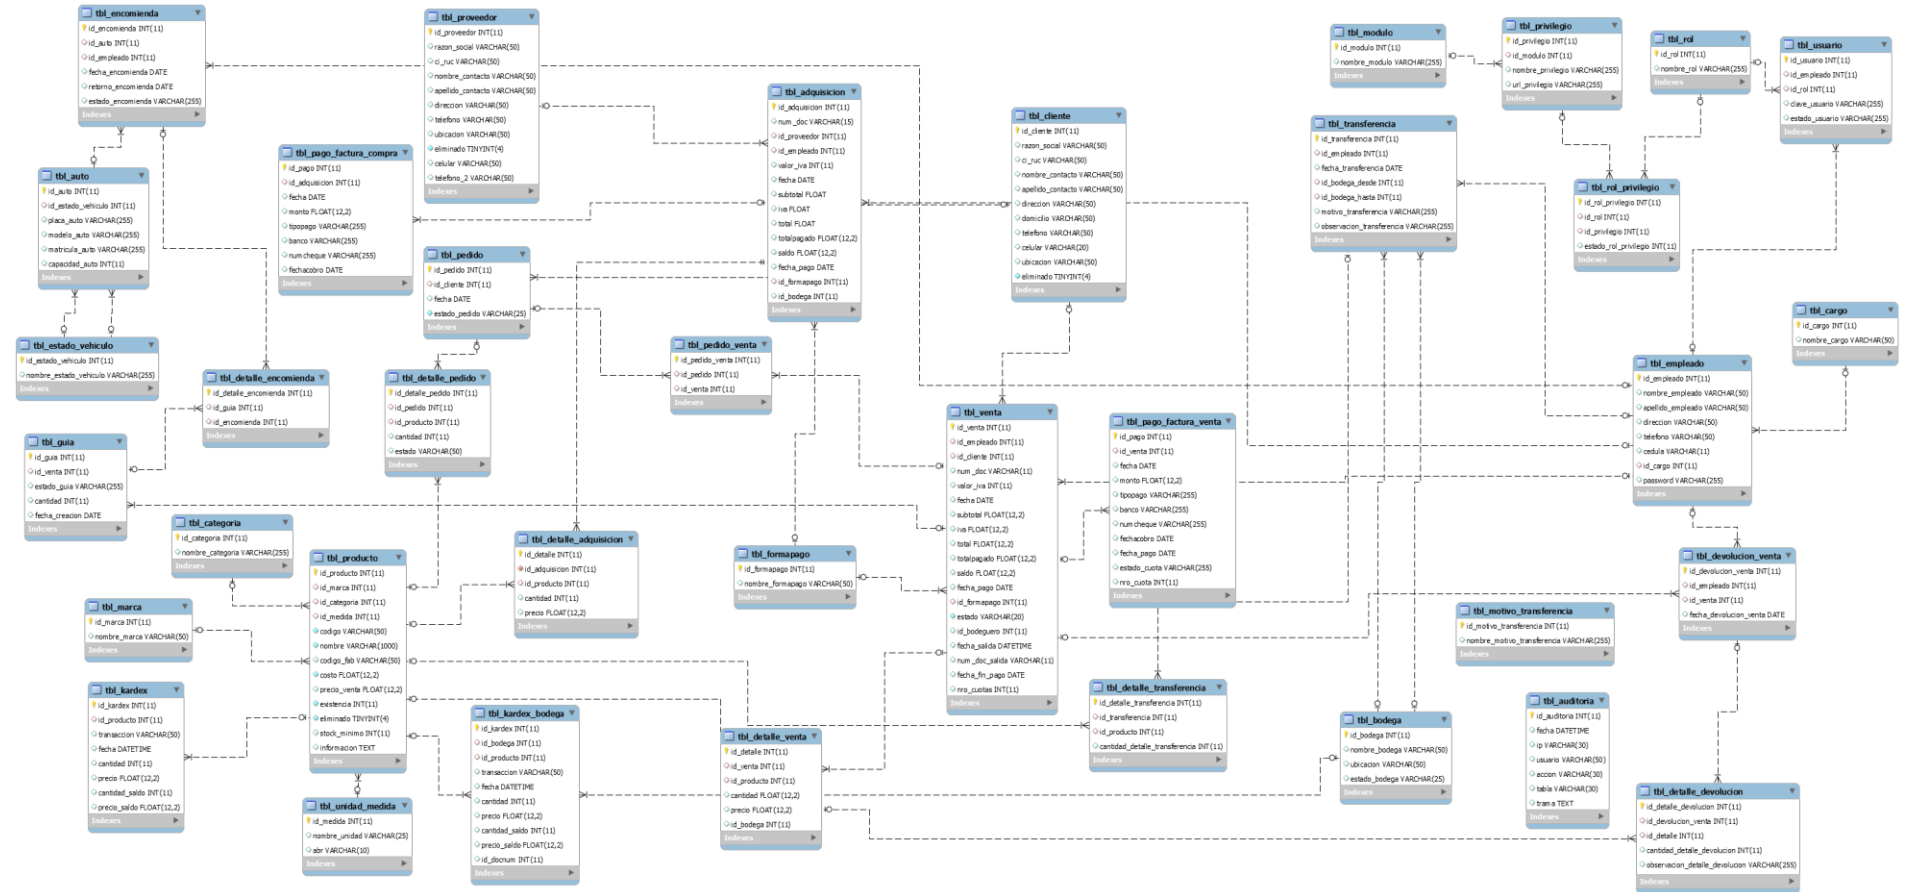 tbl_encomienda
id_encomienda INT(11)
id_auto INT(11)
id_empleado INT(11)
fecha_encomienda DATE
retorno_encomienda DATE
estado_encomienda VARCHAR(255)
Indexes
tbl_proveedor
id_proveedor INT(11)
razon_social VARCHAR(50)
ci_ruc VARCHAR(50)
nombre_contacto VARCHAR(50)
apellido_contacto VARCHAR(50)
direccion VARCHAR(50)
telefono VARCHAR(50)
ubicacion VARCHAR(50)
eliminado TINYINT(4)
celular VARCHAR(50)
telefono_2 VARCHAR(50)
Indexes
tbl_modulo
id_modulo INT(11)
nombre_modulo VARCHAR(255)
Indexes
tbl_privilegio
id_privilegio INT(11)
id_modulo INT(11)
nombre_privilegio VARCHAR(255)
url_privilegio VARCHAR(255)
Indexes
tbl_rol
id_rol INT(11)
nombre_rol VARCHAR(255)
Indexes
tbl_usuario
id_usuario INT(11)
id_empleado INT(11)
id_rol INT(11)
clave_usuario VARCHAR(255)
estado_usuario VARCHAR(255)
Indexes
tbl_adquisicion
id_adquisicion INT(11)
num_doc VARCHAR(15)
id_proveedor INT(11)
id_empleado INT(11)
valor_iva INT(11)
fecha DATE
subtotal FLOAT
iva FLOAT
total FLOAT
totalpagado FLOAT(12,2)
saldo FLOAT(12,2)
fecha_pago DATE
id_formapago INT(11)
id_bodega INT(11)
Indexes
tbl_cliente
id_cliente INT(11)
razon_social VARCHAR(50)
ci_ruc VARCHAR(50)
nombre_contacto VARCHAR(50)
apellido_contacto VARCHAR(50)
direccion VARCHAR(50)
domicilio VARCHAR(50)
telefono VARCHAR(50)
celular VARCHAR(20)
ubicacion VARCHAR(50)
eliminado TINYINT(4)
Indexes
tbl_transferencia
id_transferencia INT(11)
id_empleado INT(11)
fecha_transferencia DATE
id_bodega_desde INT(11)
id_bodega_hasta INT(11)
motivo_transferencia VARCHAR(255)
observacion_transferencia VARCHAR(255)
Indexes
tbl_pago_factura_compra
id_pago INT(11)
id_adquisicion INT(11)
fecha DATE
monto FLOAT(12,2)
tipopago VARCHAR(255)
banco VARCHAR(255)
numcheque VARCHAR(255)
fechacobro DATE
Indexes
tbl_auto
id_auto INT(11)
id_estado_vehiculo INT(11)
placa_auto VARCHAR(255)
modelo_auto VARCHAR(255)
matricula_auto VARCHAR(255)
capacidad_auto INT(11)
Indexes
tbl_rol_privilegio
id_rol_privilegio INT(11)
id_rol INT(11)
id_privilegio INT(11)
estado_rol_privilegio INT(11)
Indexes
tbl_pedido
id_pedido INT(11)
id_cliente INT(11)
fecha DATE
estado_pedido VARCHAR(25)
Indexes
tbl_cargo
id_cargo INT(11)
nombre_cargo VARCHAR(50)
Indexes
tbl_estado_vehiculo
id_estado_vehiculo INT(11)
nombre_estado_vehiculo VARCHAR(255)
Indexes
tbl_pedido_venta
id_pedido_venta INT(11)
id_pedido INT(11)
id_venta INT(11)
Indexes
tbl_empleado
id_empleado INT(11)
nombre_empleado VARCHAR(50)
apellido_empleado VARCHAR(50)
direccion VARCHAR(50)
telefono VARCHAR(50)
cedula VARCHAR(11)
id_cargo INT(11)
password VARCHAR(255)
Indexes
tbl_detalle_encomienda
id_detalle_encomienda INT(11)
id_guia INT(11)
id_encomienda INT(11)
Indexes
tbl_detalle_pedido
id_detalle_pedido INT(11)
id_pedido INT(11)
id_producto INT(11)
cantidad INT(11)
estado VARCHAR(50)
Indexes
tbl_venta
id_venta INT(11)
id_empleado INT(11)
id_cliente INT(11)
num_doc VARCHAR(11)
valor_iva INT(11)
fecha DATE
subtotal FLOAT(12,2)
iva FLOAT(12,2)
total FLOAT(12,2)
totalpagado FLOAT(12,2)
saldo FLOAT(12,2)
fecha_pago DATE
id_formapago INT(11)
estado VARCHAR(20)
id_bodeguero INT(11)
fecha_salida DATETIME
num_doc_salida VARCHAR(11)
fecha_fin_pago DATE
nro_cuotas INT(11)
Indexes
tbl_pago_factura_venta
id_pago INT(11)
id_venta INT(11)
fecha DATE
monto FLOAT(12,2)
tipopago VARCHAR(255)
banco VARCHAR(255)
numcheque VARCHAR(255)
fechacobro DATE
fecha_pago DATE
estado_cuota VARCHAR(255)
nro_cuota INT(11)
Indexes
tbl_guia
id_guia INT(11)
id_venta INT(11)
estado_guia VARCHAR(255)
cantidad INT(11)
fecha_creacion DATE
Indexes
tbl_categoria
id_categoria INT(11)
nombre_categoria VARCHAR(255)
Indexes
tbl_detalle_adquisicion
id_detalle INT(11)
id_adquisicion INT(11)
id_producto INT(11)
cantidad INT(11)
precio FLOAT(12,2)
Indexes
tbl_formapago
id_formapago INT(11)
nombre_formapago VARCHAR(50)
Indexes
tbl_producto
id_producto INT(11)
id_marca INT(11)
id_categoria INT(11)
id_medida INT(11)
codigo VARCHAR(50)
nombre VARCHAR(1000)
codigo_fab VARCHAR(50)
costo FLOAT(12,2)
precio_venta FLOAT(12,2)
existencia INT(11)
eliminado TINYINT(4)
stock_minimo INT(11)
informacion TEXT
Indexes
tbl_devolucion_venta
id_devolucion_venta INT(11)
id_empleado INT(11)
id_venta INT(11)
fecha_devolucion_venta DATE
Indexes
tbl_marca
id_marca INT(11)
nombre_marca VARCHAR(50)
Indexes
tbl_motivo_transferencia
id_motivo_transferencia INT(11)
nombre_motivo_transferencia VARCHAR(255)
Indexes
tbl_kardex
id_kardex INT(11)
id_producto INT(11)
transaccion VARCHAR(50)
fecha DATETIME
cantidad INT(11)
precio FLOAT(12,2)
cantidad_saldo INT(11)
precio_saldo FLOAT(12,2)
Indexes
tbl_kardex_bodega
id_kardex INT(11)
id_bodega INT(11)
id_producto INT(11)
transaccion VARCHAR(50)
fecha DATETIME
cantidad INT(11)
precio FLOAT(12,2)
cantidad_saldo INT(11)
precio_saldo FLOAT(12,2)
id_docnum INT(11)
Indexes
tbl_detalle_transferencia
id_detalle_transferencia INT(11)
id_transferencia INT(11)
id_producto INT(11)
cantidad_detalle_transferencia INT(11)
Indexes
tbl_auditoria
id_auditoria INT(11)
fecha DATETIME
ip VARCHAR(30)
usuario VARCHAR(50)
accion VARCHAR(30)
tabla VARCHAR(30)
trama TEXT
Indexes
tbl_bodega
id_bodega INT(11)
nombre_bodega VARCHAR(50)
ubicacion VARCHAR(50)
estado_bodega VARCHAR(25)
Indexes
tbl_detalle_venta
id_detalle INT(11)
id_venta INT(11)
id_producto INT(11)
cantidad FLOAT(12,2)
precio FLOAT(12,2)
id_bodega INT(11)
Indexes
tbl_unidad_medida
id_medida INT(11)
nombre_unidad VARCHAR(25)
abr VARCHAR(10)
Indexes
tbl_detalle_devolucion
id_detalle_devolucion INT(11)
id_devolucion_venta INT(11)
id_detalle INT(11)
cantidad_detalle_devolucion INT(11)
observacion_detalle_devolucion VARCHAR(255)
Indexes